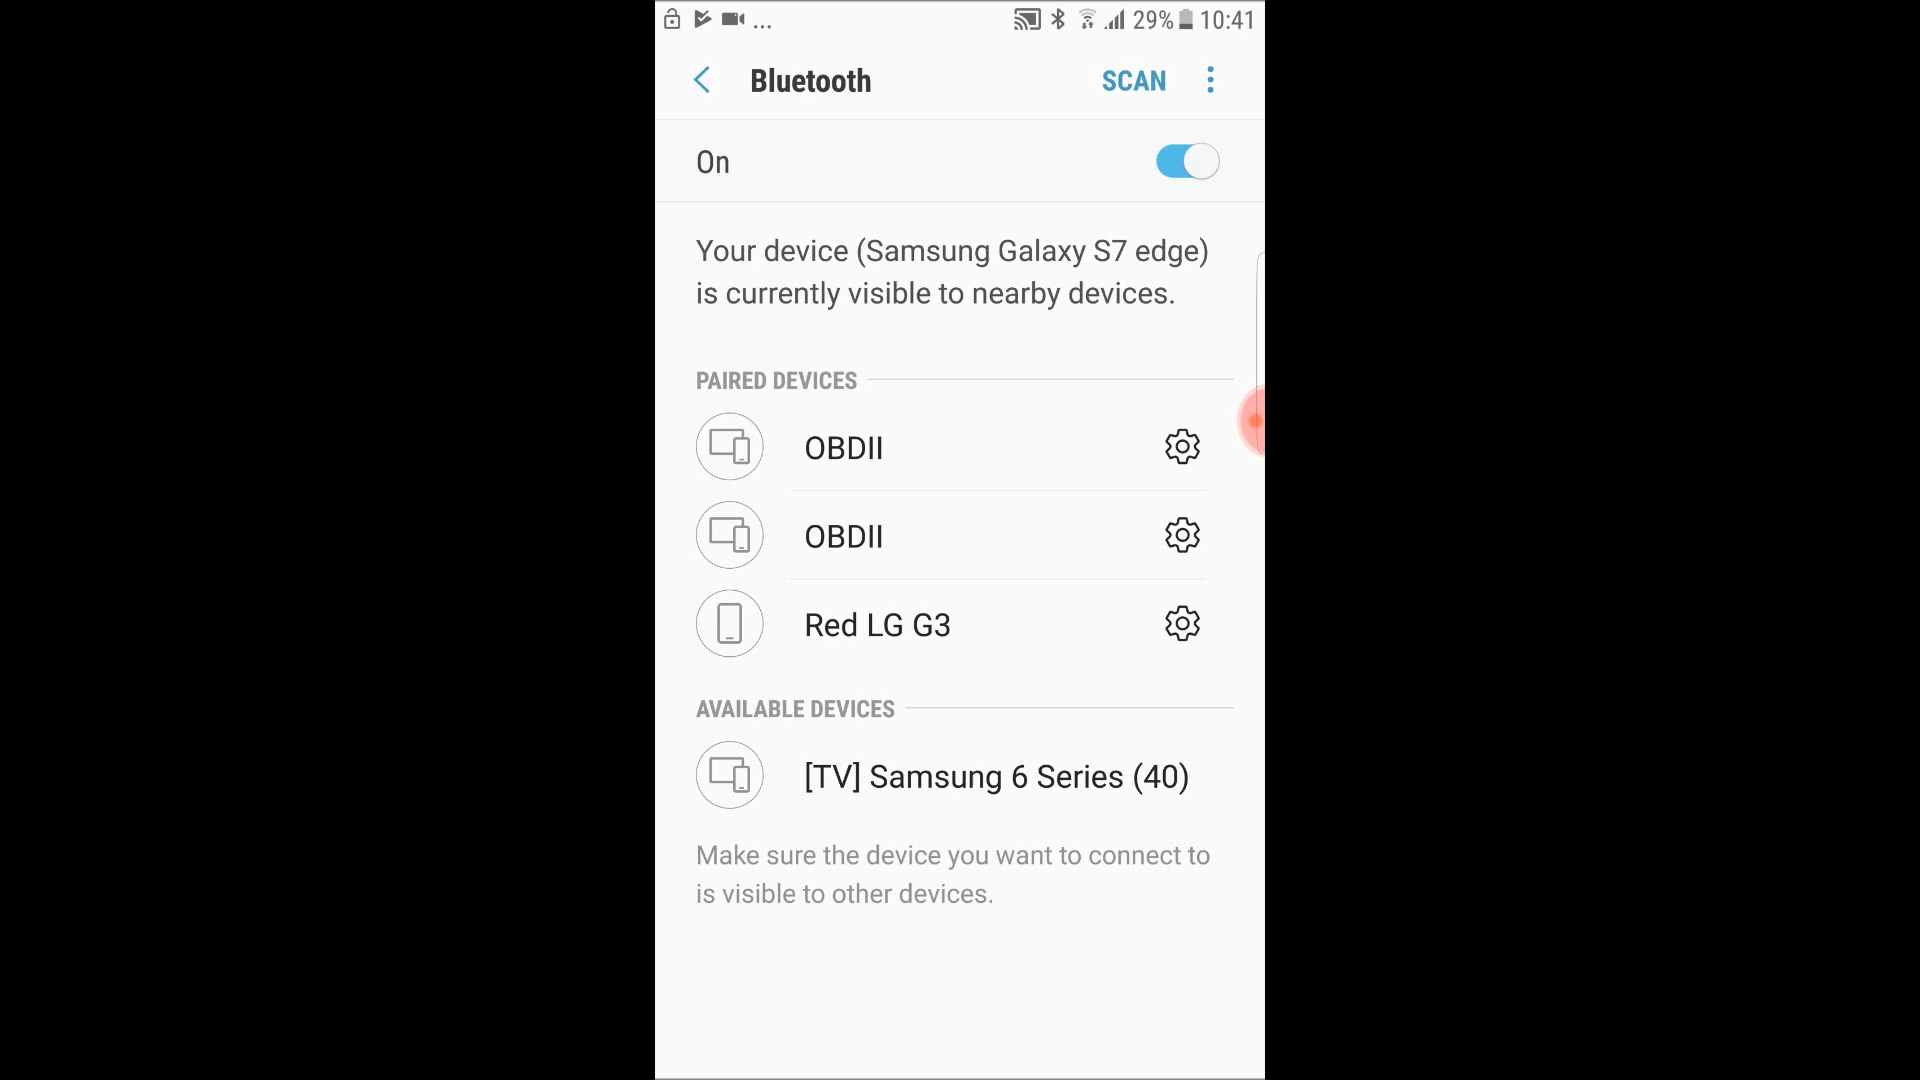 ... 29% 10:41
Bluetooth SCAN
On
Your device (Samsung Galaxy S7 edge)
is currently visible to nearby devices.
PAIRED DEVICES
OBDII
OBDII
Red LG G3
AVAILABLE DEVICES
[TV] Samsung 6 Series (40)
Make sure the device you want to connect to
is visible to other devices.